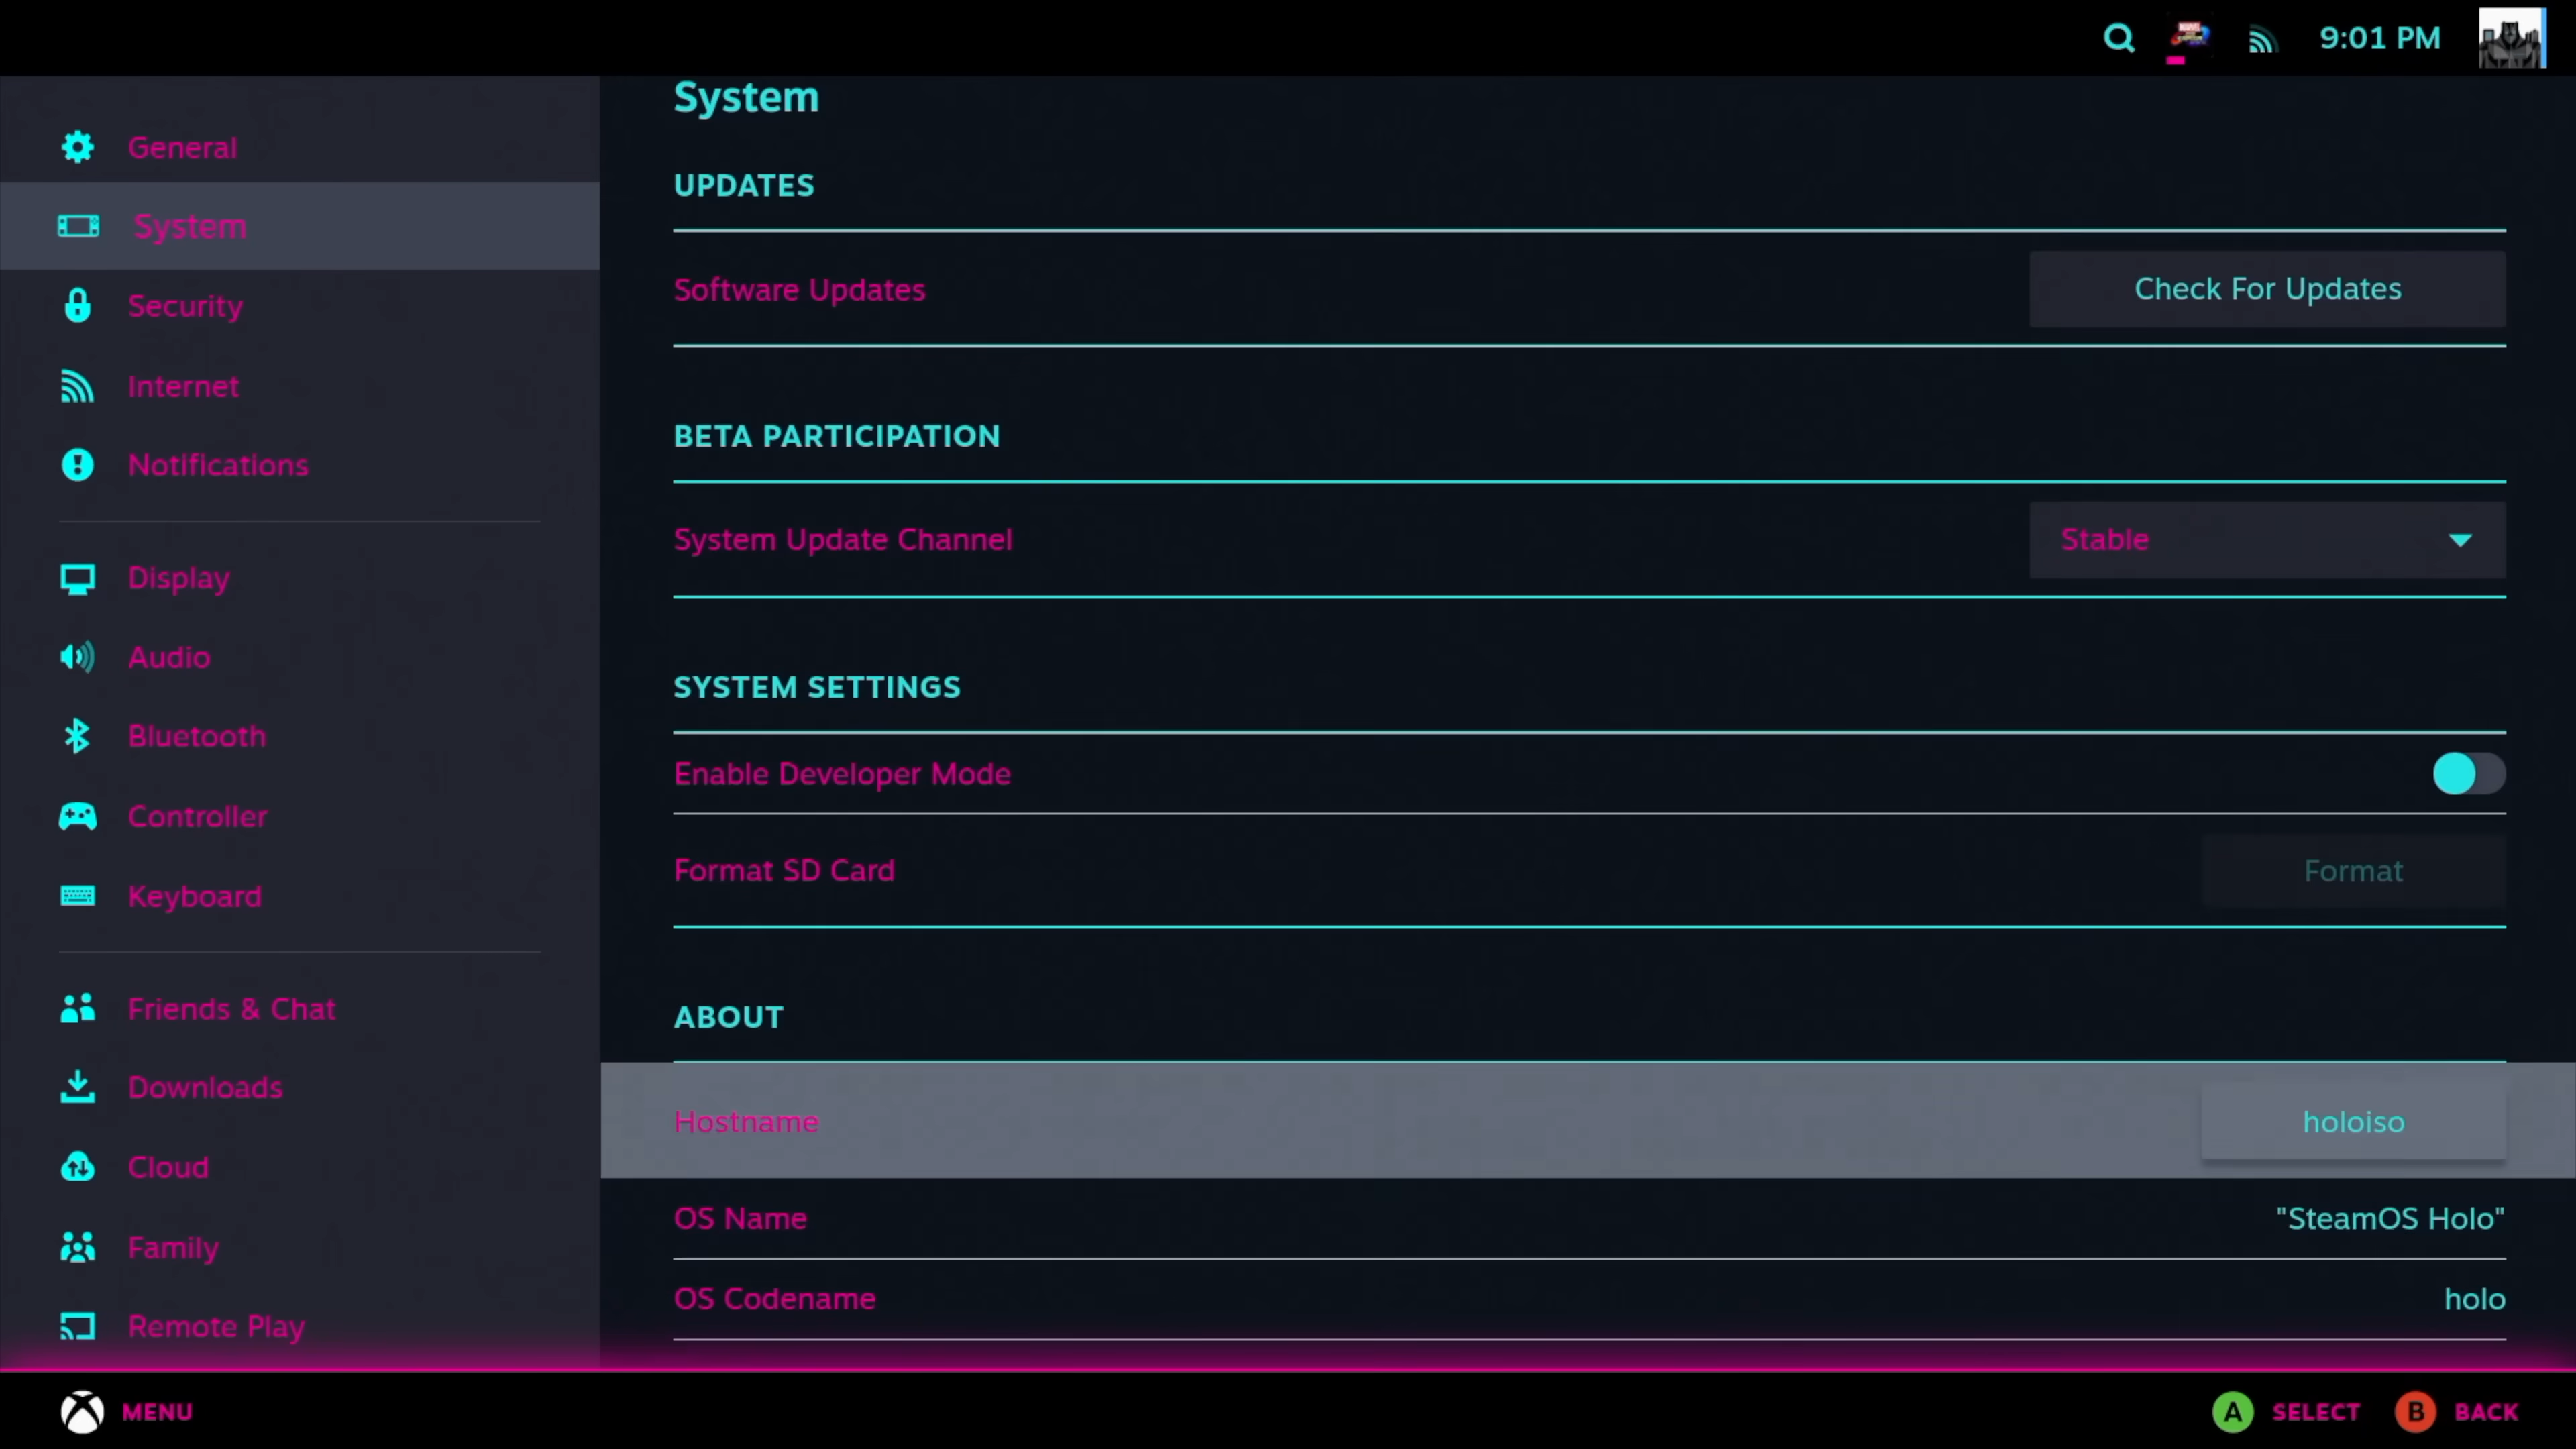 9:01 PM
General
System
Security
Internet
Notifications
Display
Audio
Bluetooth
Controller
Keyboard
Friends & Chat
Downloads
Cloud
Family
Remote Play
System
UPDATES
Software Updates
Check For Updates
BETA PARTICIPATION
System Update Channel
Stable
SYSTEM SETTINGS
Enable Developer Mode
Format SD Card
Format
ABOUT
Hostname
holoiso
OS Name
"SteamOS Holo"
OS Codename
holo
MENU
A SELECT
B BACK